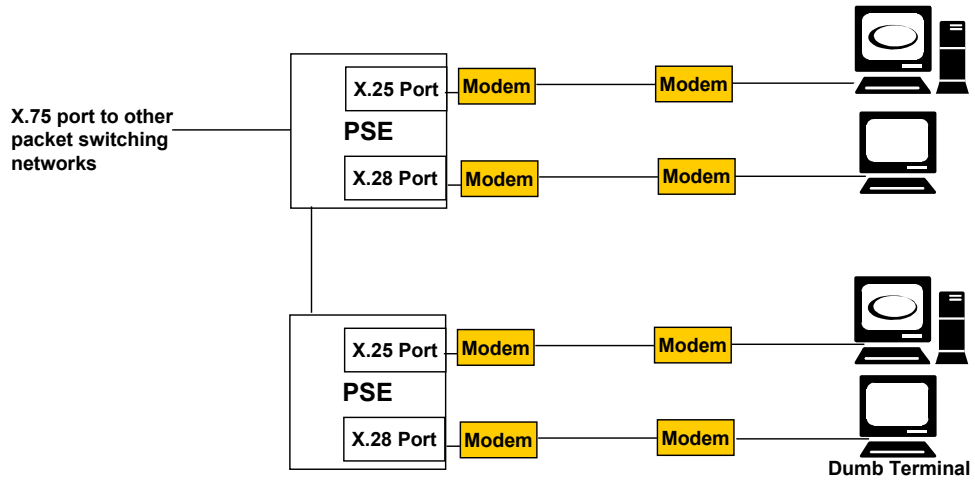 X.25 Port
Modem
Modem
X.75 port to other
packet switching
networks
PSE
X.28 Port
Modem
Modem
X.25 Port
Modem
Modem
PSE
X.28 Port
Modem
Modem
Dumb Terminal